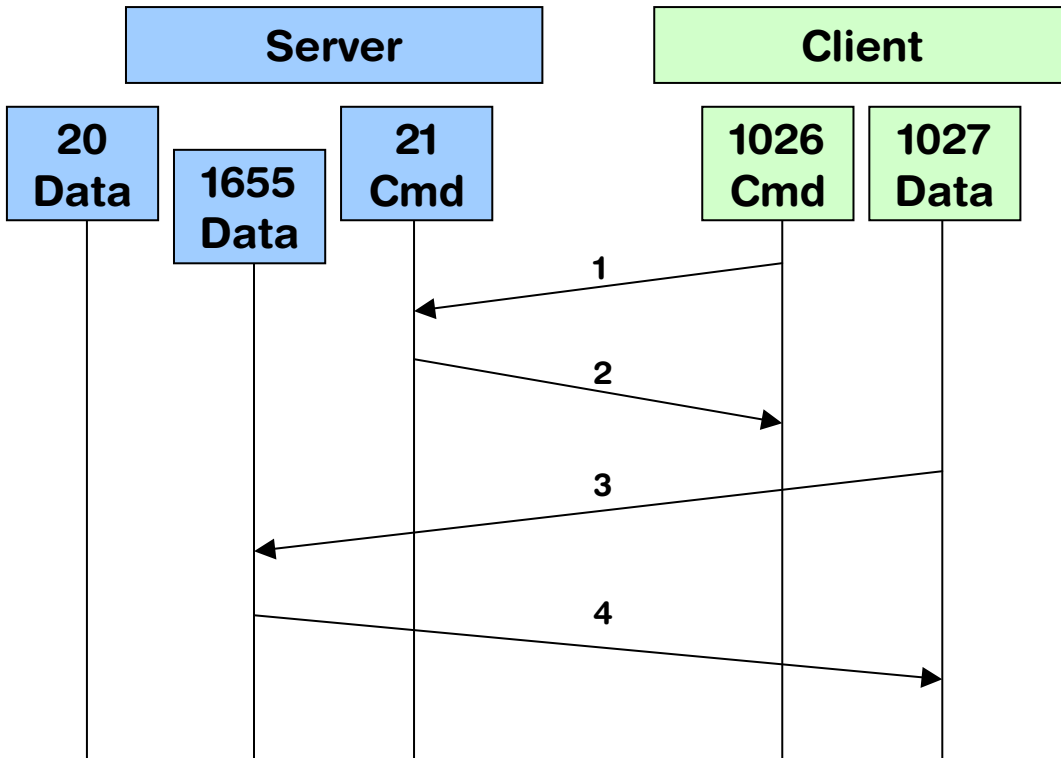 Server
Client
20
Data
1655
Data
21
Cmd
1026
Cmd
1027
Data
1
2
3
4